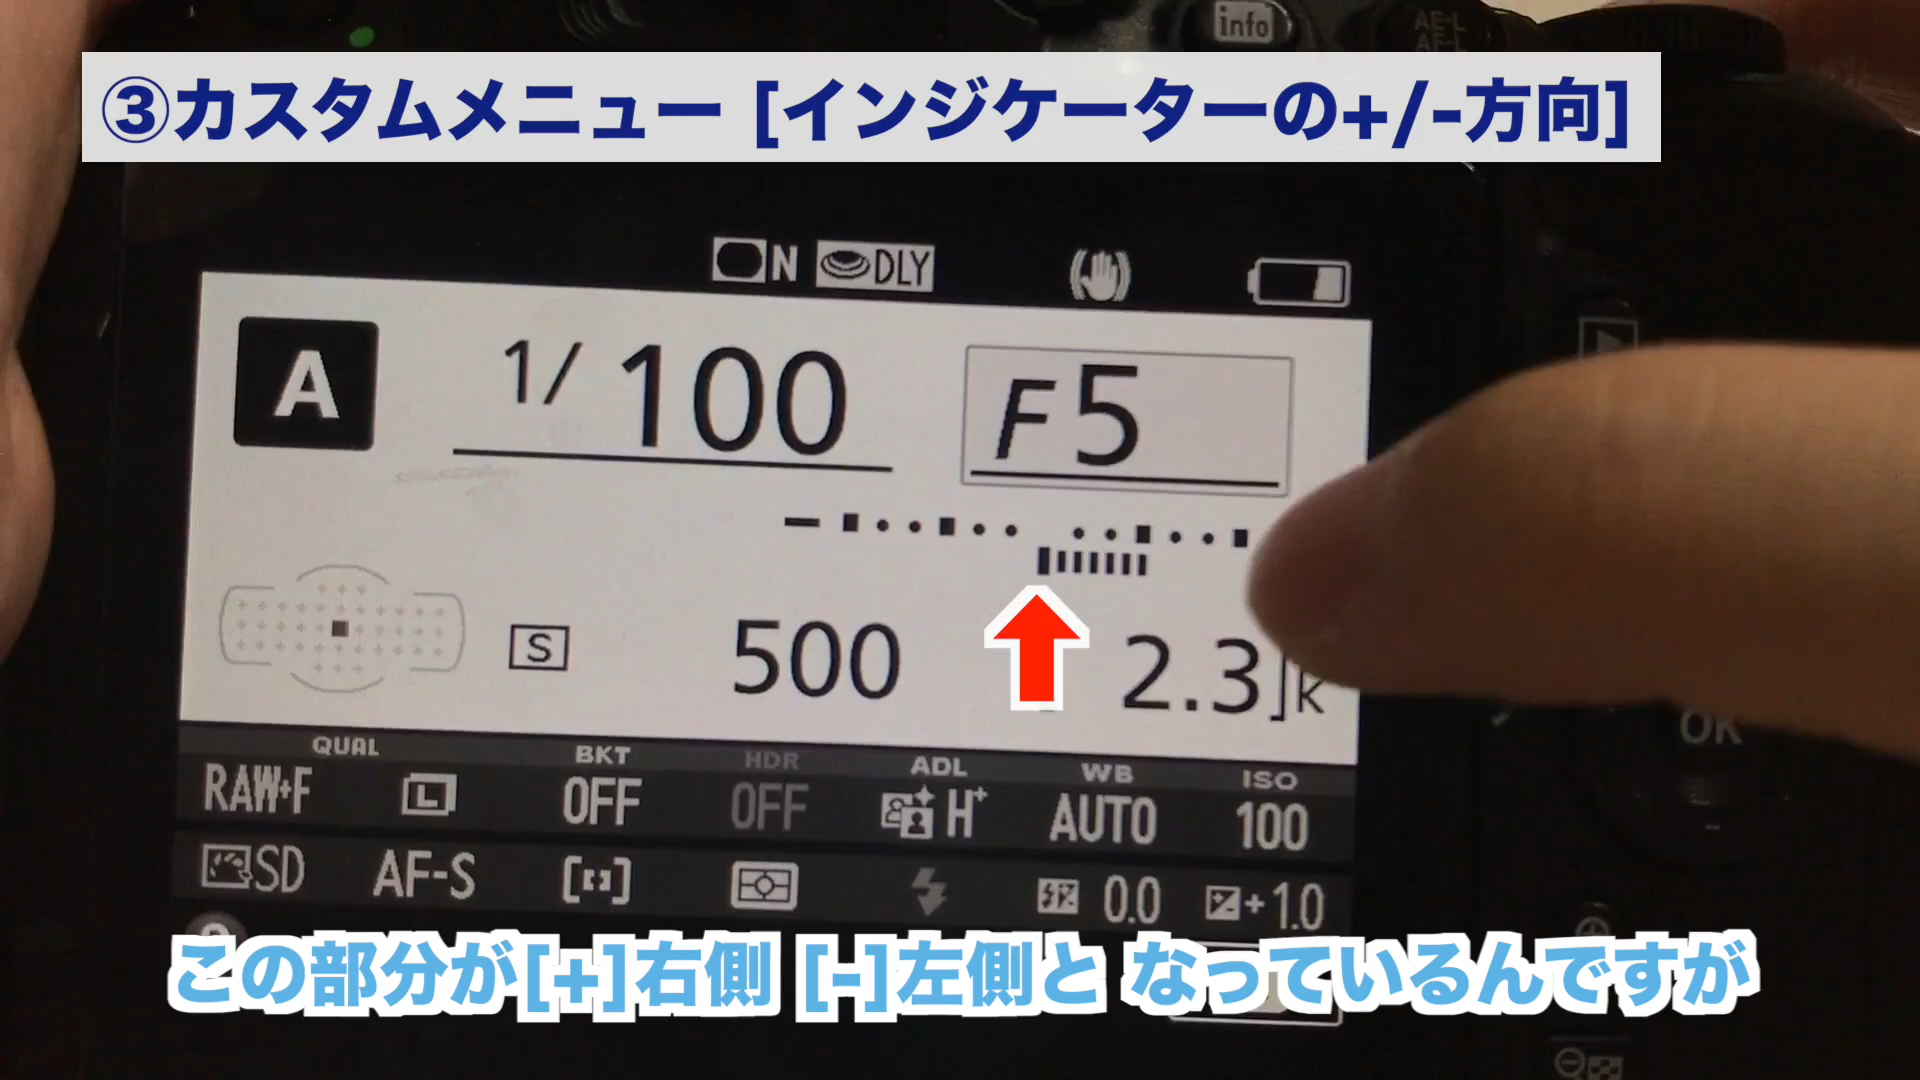 info
AE-L
AF-L
③カスタムメニュー [インジケーターの+/-方向]
N DLY
A 1/100 F5
S 500 2.3 k
QUAL BKT HDR ADL WB ISO
RAW+F L OFF OFF H+ AUTO 100
SD AF-S 0.0 +1.0
OK
この部分が[+]右側 [-]左側と なっているんですが